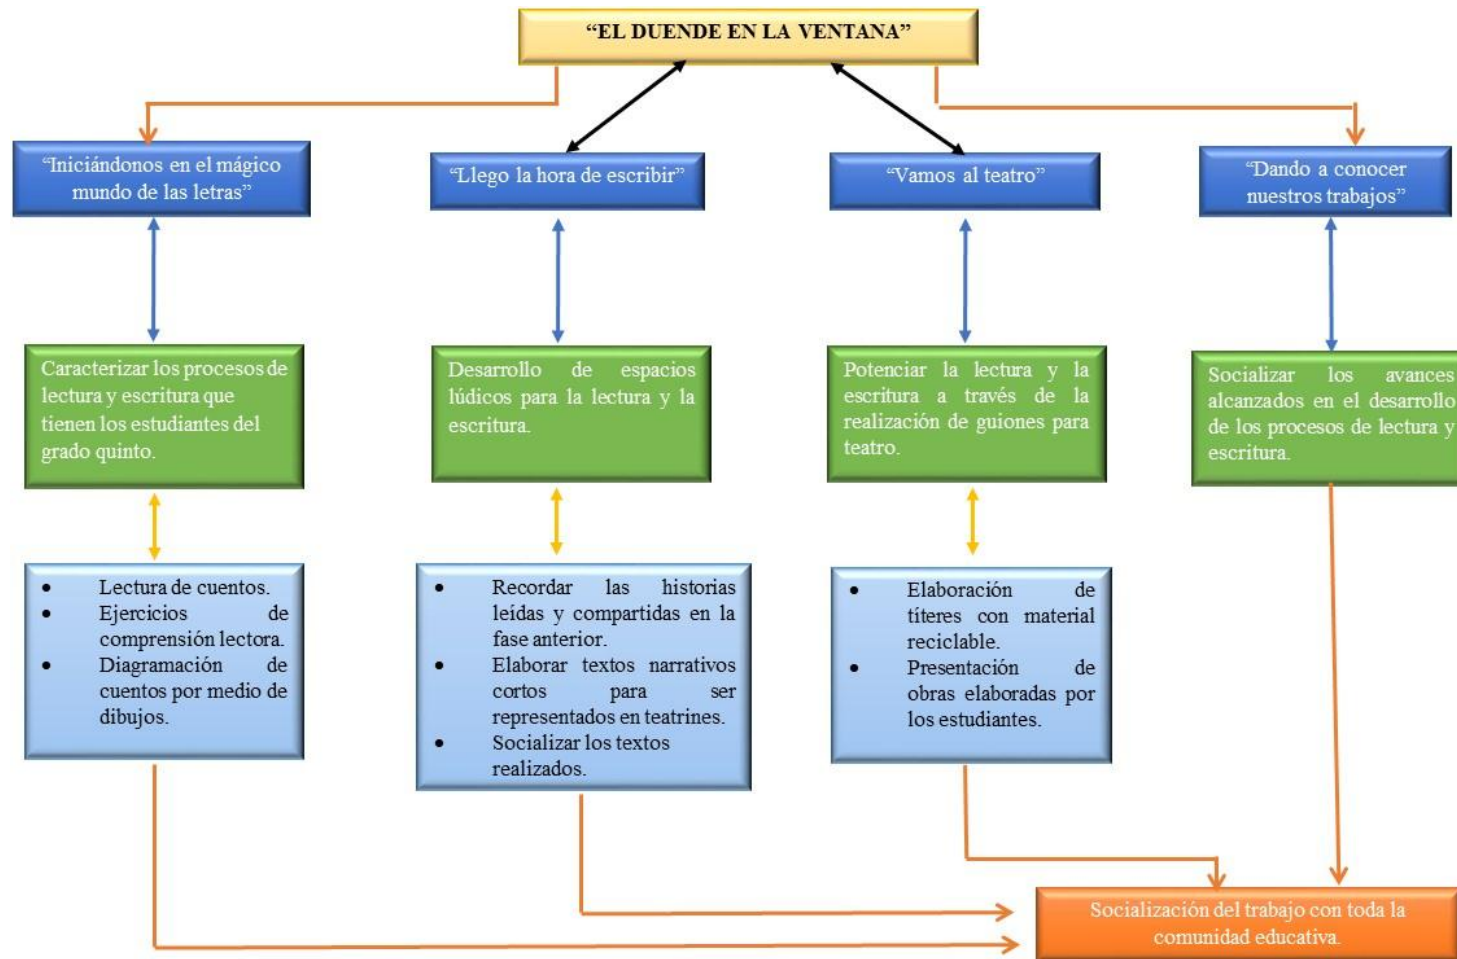 “EL DUENDE EN LA VENTANA”
“Iniciándonos en el mágico
mundo de las letras”
“Llego la hora de escribir”
“Vamos al teatro”
“Dando a conocer
nuestros trabajos”
Caracterizar los procesos de
lectura y escritura que
tienen los estudiantes del
grado quinto.
Desarrollo de espacios
lúdicos para la lectura y la
escritura.
Potenciar la lectura y la
escritura a través de la
realización de guiones para
teatro.
Socializar los avances
alcanzados en el desarrollo
de los procesos de lectura y
escritura.
• Lectura de cuentos.
• Ejercicios de
comprensión lectora.
• Diagramación de
cuentos por medio de
dibujos.
• Recordar las historias
leídas y compartidas en la
fase anterior.
• Elaborar textos narrativos
cortos para ser
representados en teatrines.
• Socializar los textos
realizados.
• Elaboración de
títeres con material
reciclable.
• Presentación de
obras elaboradas por
los estudiantes.
Socialización del trabajo con toda la
comunidad educativa.